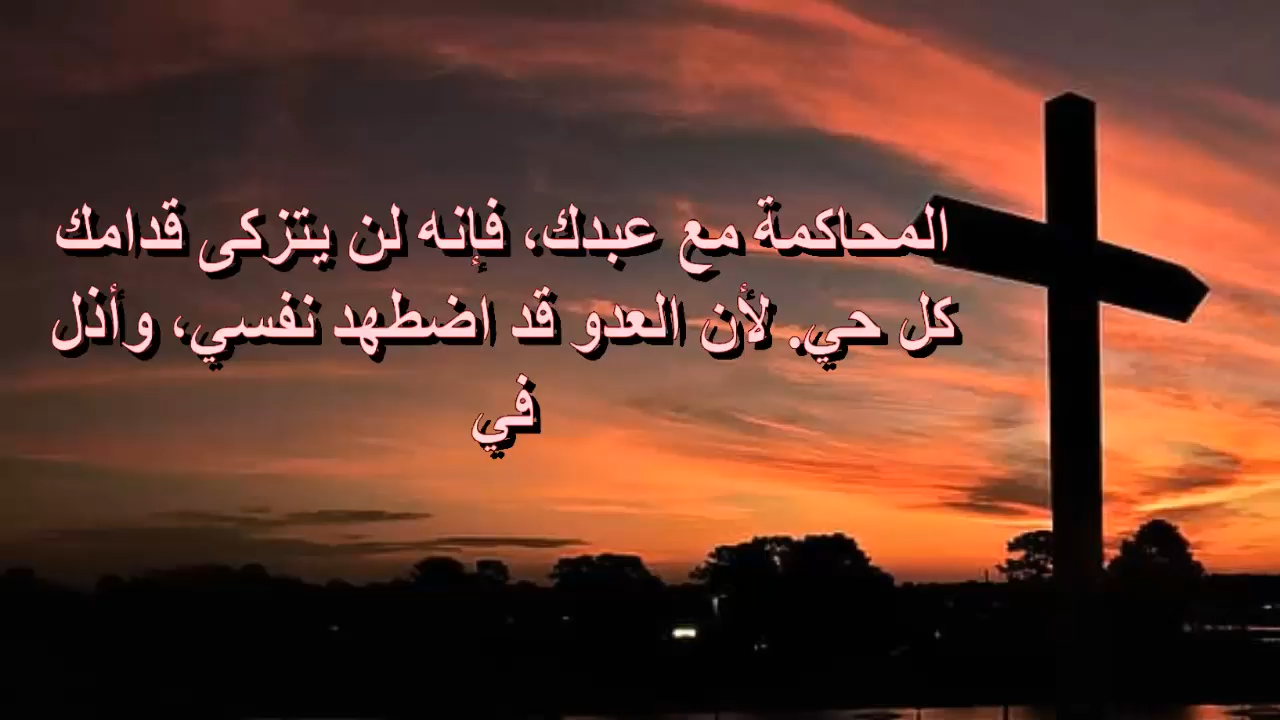 المحاكمة مع عبدك، فإنه لن يتزكى قدامك
كل حي. لأن العدو قد اضطهد نفسي، وأذل
في